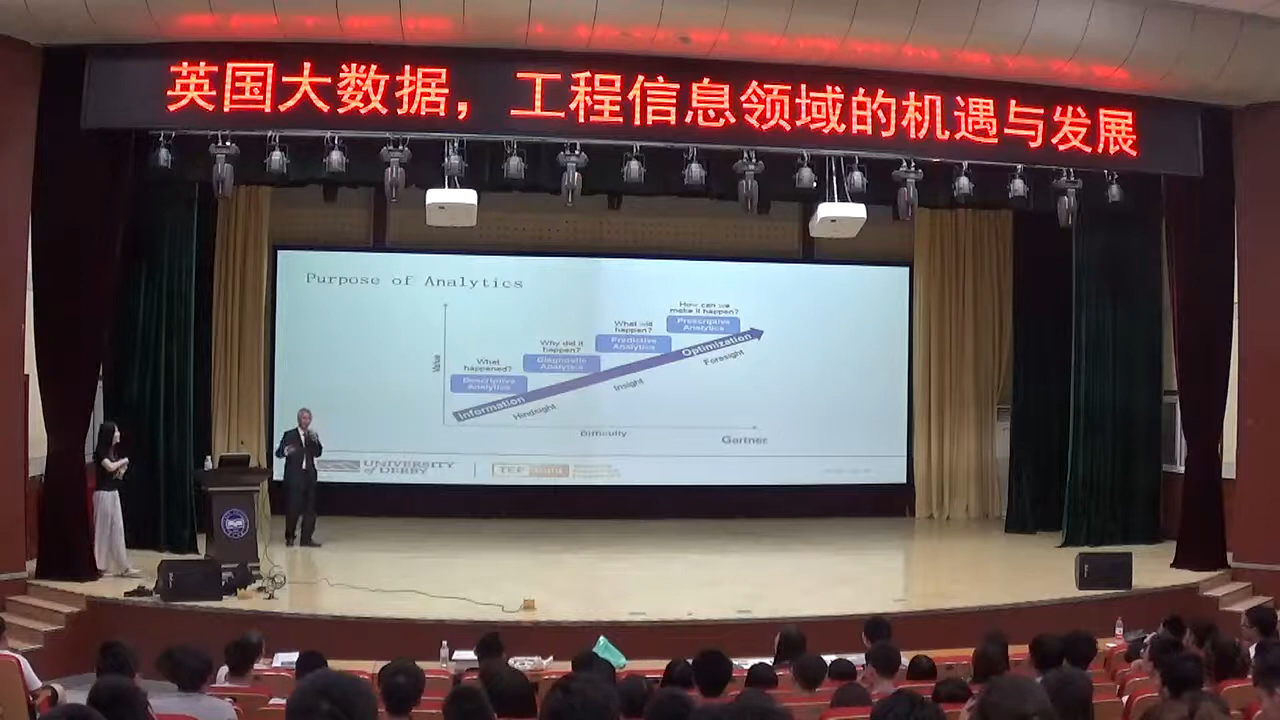 英国大数据，工程信息领域的机遇与发展
Purpose of Analytics
How can we
make it happen?
Prescriptive
Analytics
What will
happen?
Predictive
Analytics
Why did it
happen?
Diagnostic
Analytics
What
happened?
Descriptive
Analytics
Value
Optimization
Foresight
Insight
Information
Hindsight
Difficulty
Gartner
UNIVERSITY
of DERBY
TEF Gold